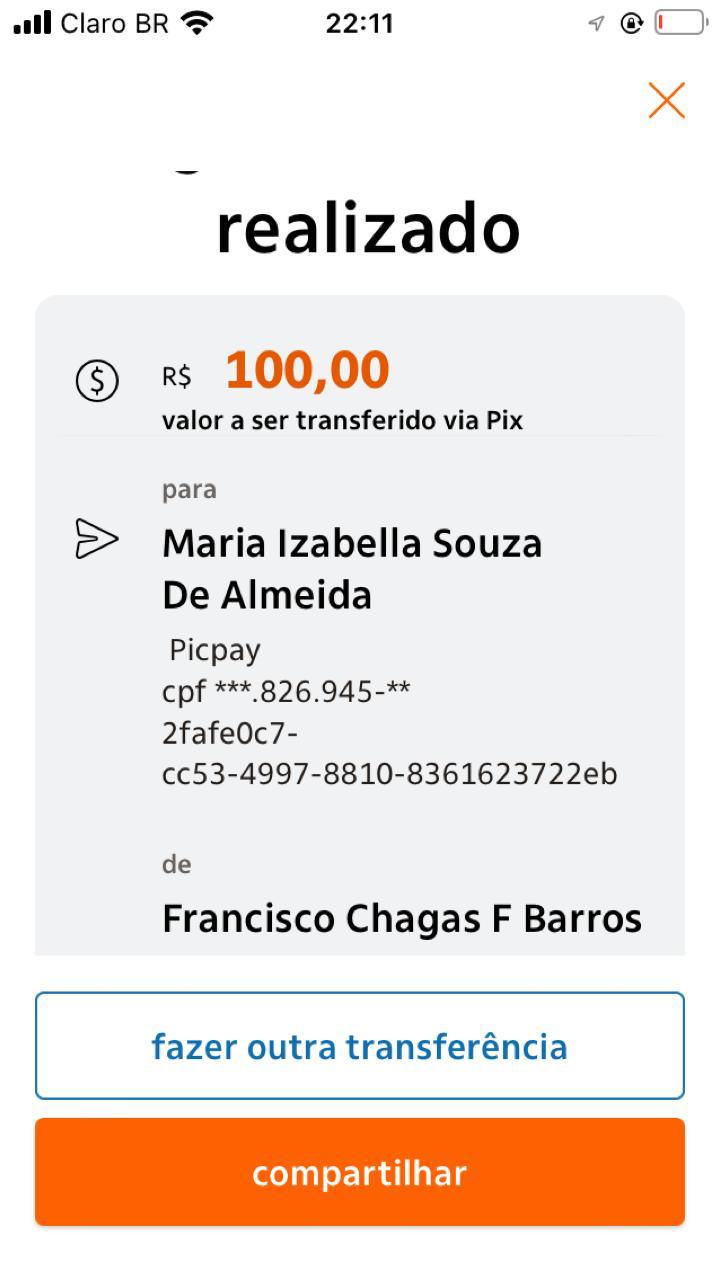 Claro BR 22:11
realizado
R$ 100,00
valor a ser transferido via Pix
para
Maria Izabella Souza
De Almeida
Picpay
cpf ***.826.945-**
2fafe0c7-
cc53-4997-8810-8361623722eb
de
Francisco Chagas F Barros
fazer outra transferência
compartilhar